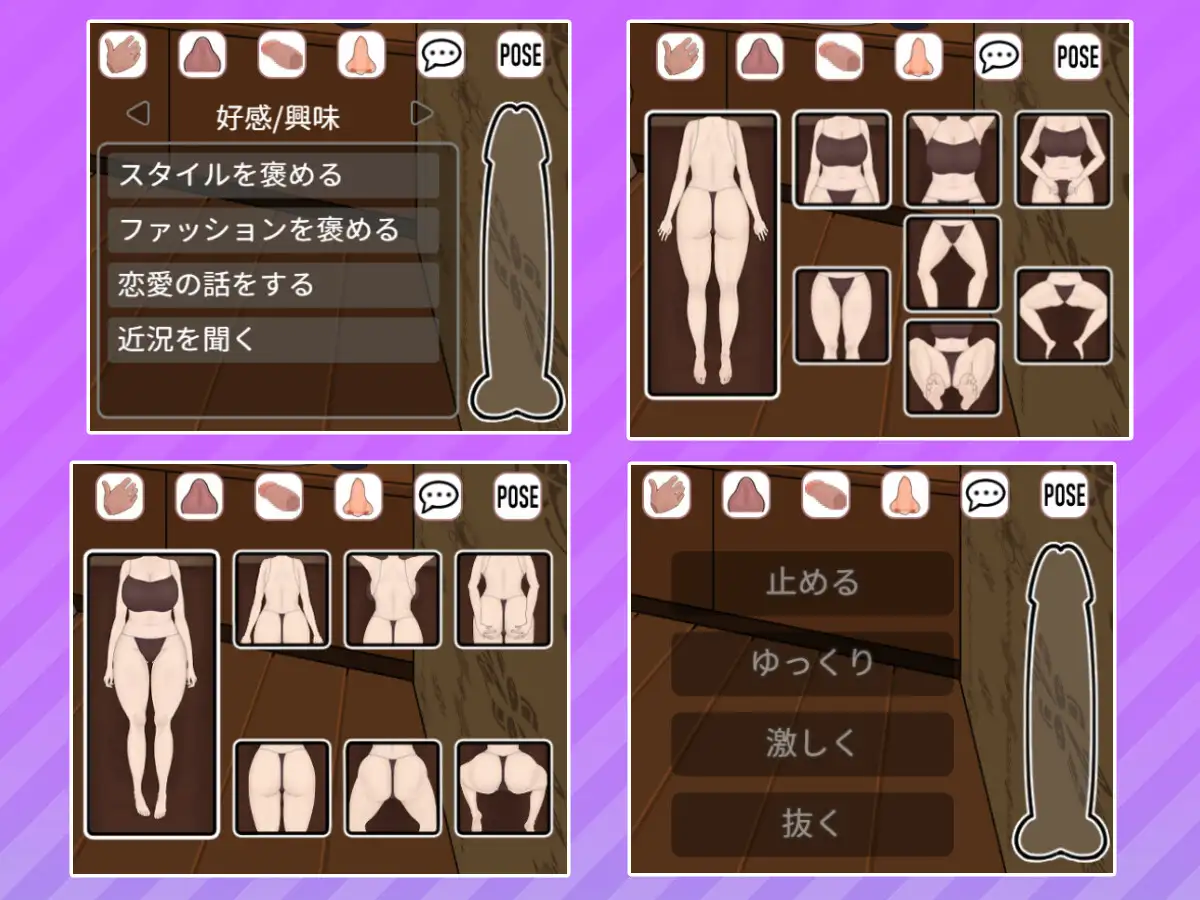 POSE
好感/興味
スタイルを褒める
ファッションを褒める
恋愛の話をする
近況を聞く
POSE
POSE
POSE
止める
ゆっくり
激しく
抜く